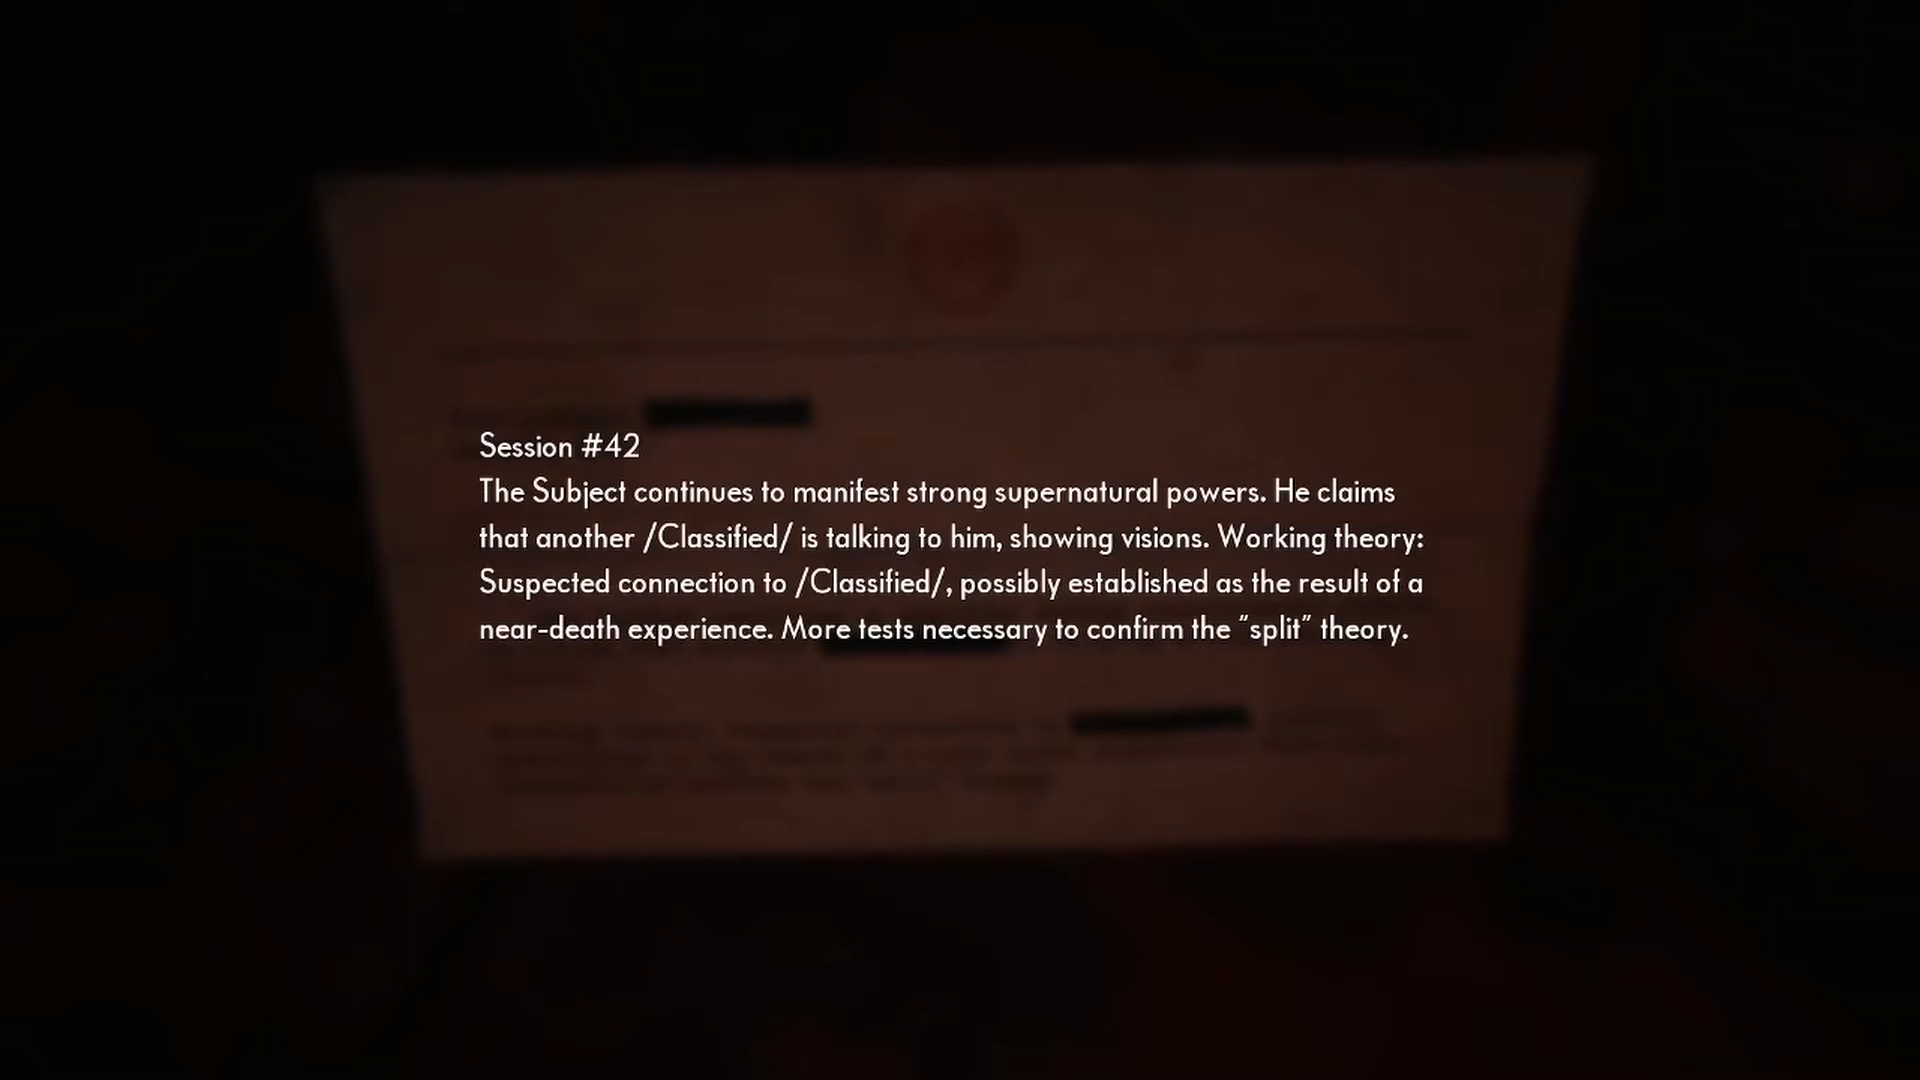 Session #42
The Subject continues to manifest strong supernatural powers. He claims
that another /Classified/ is talking to him, showing visions. Working theory:
Suspected connection to /Classified/, possibly established as the result of a
near-death experience. More tests necessary to confirm the "split" theory.